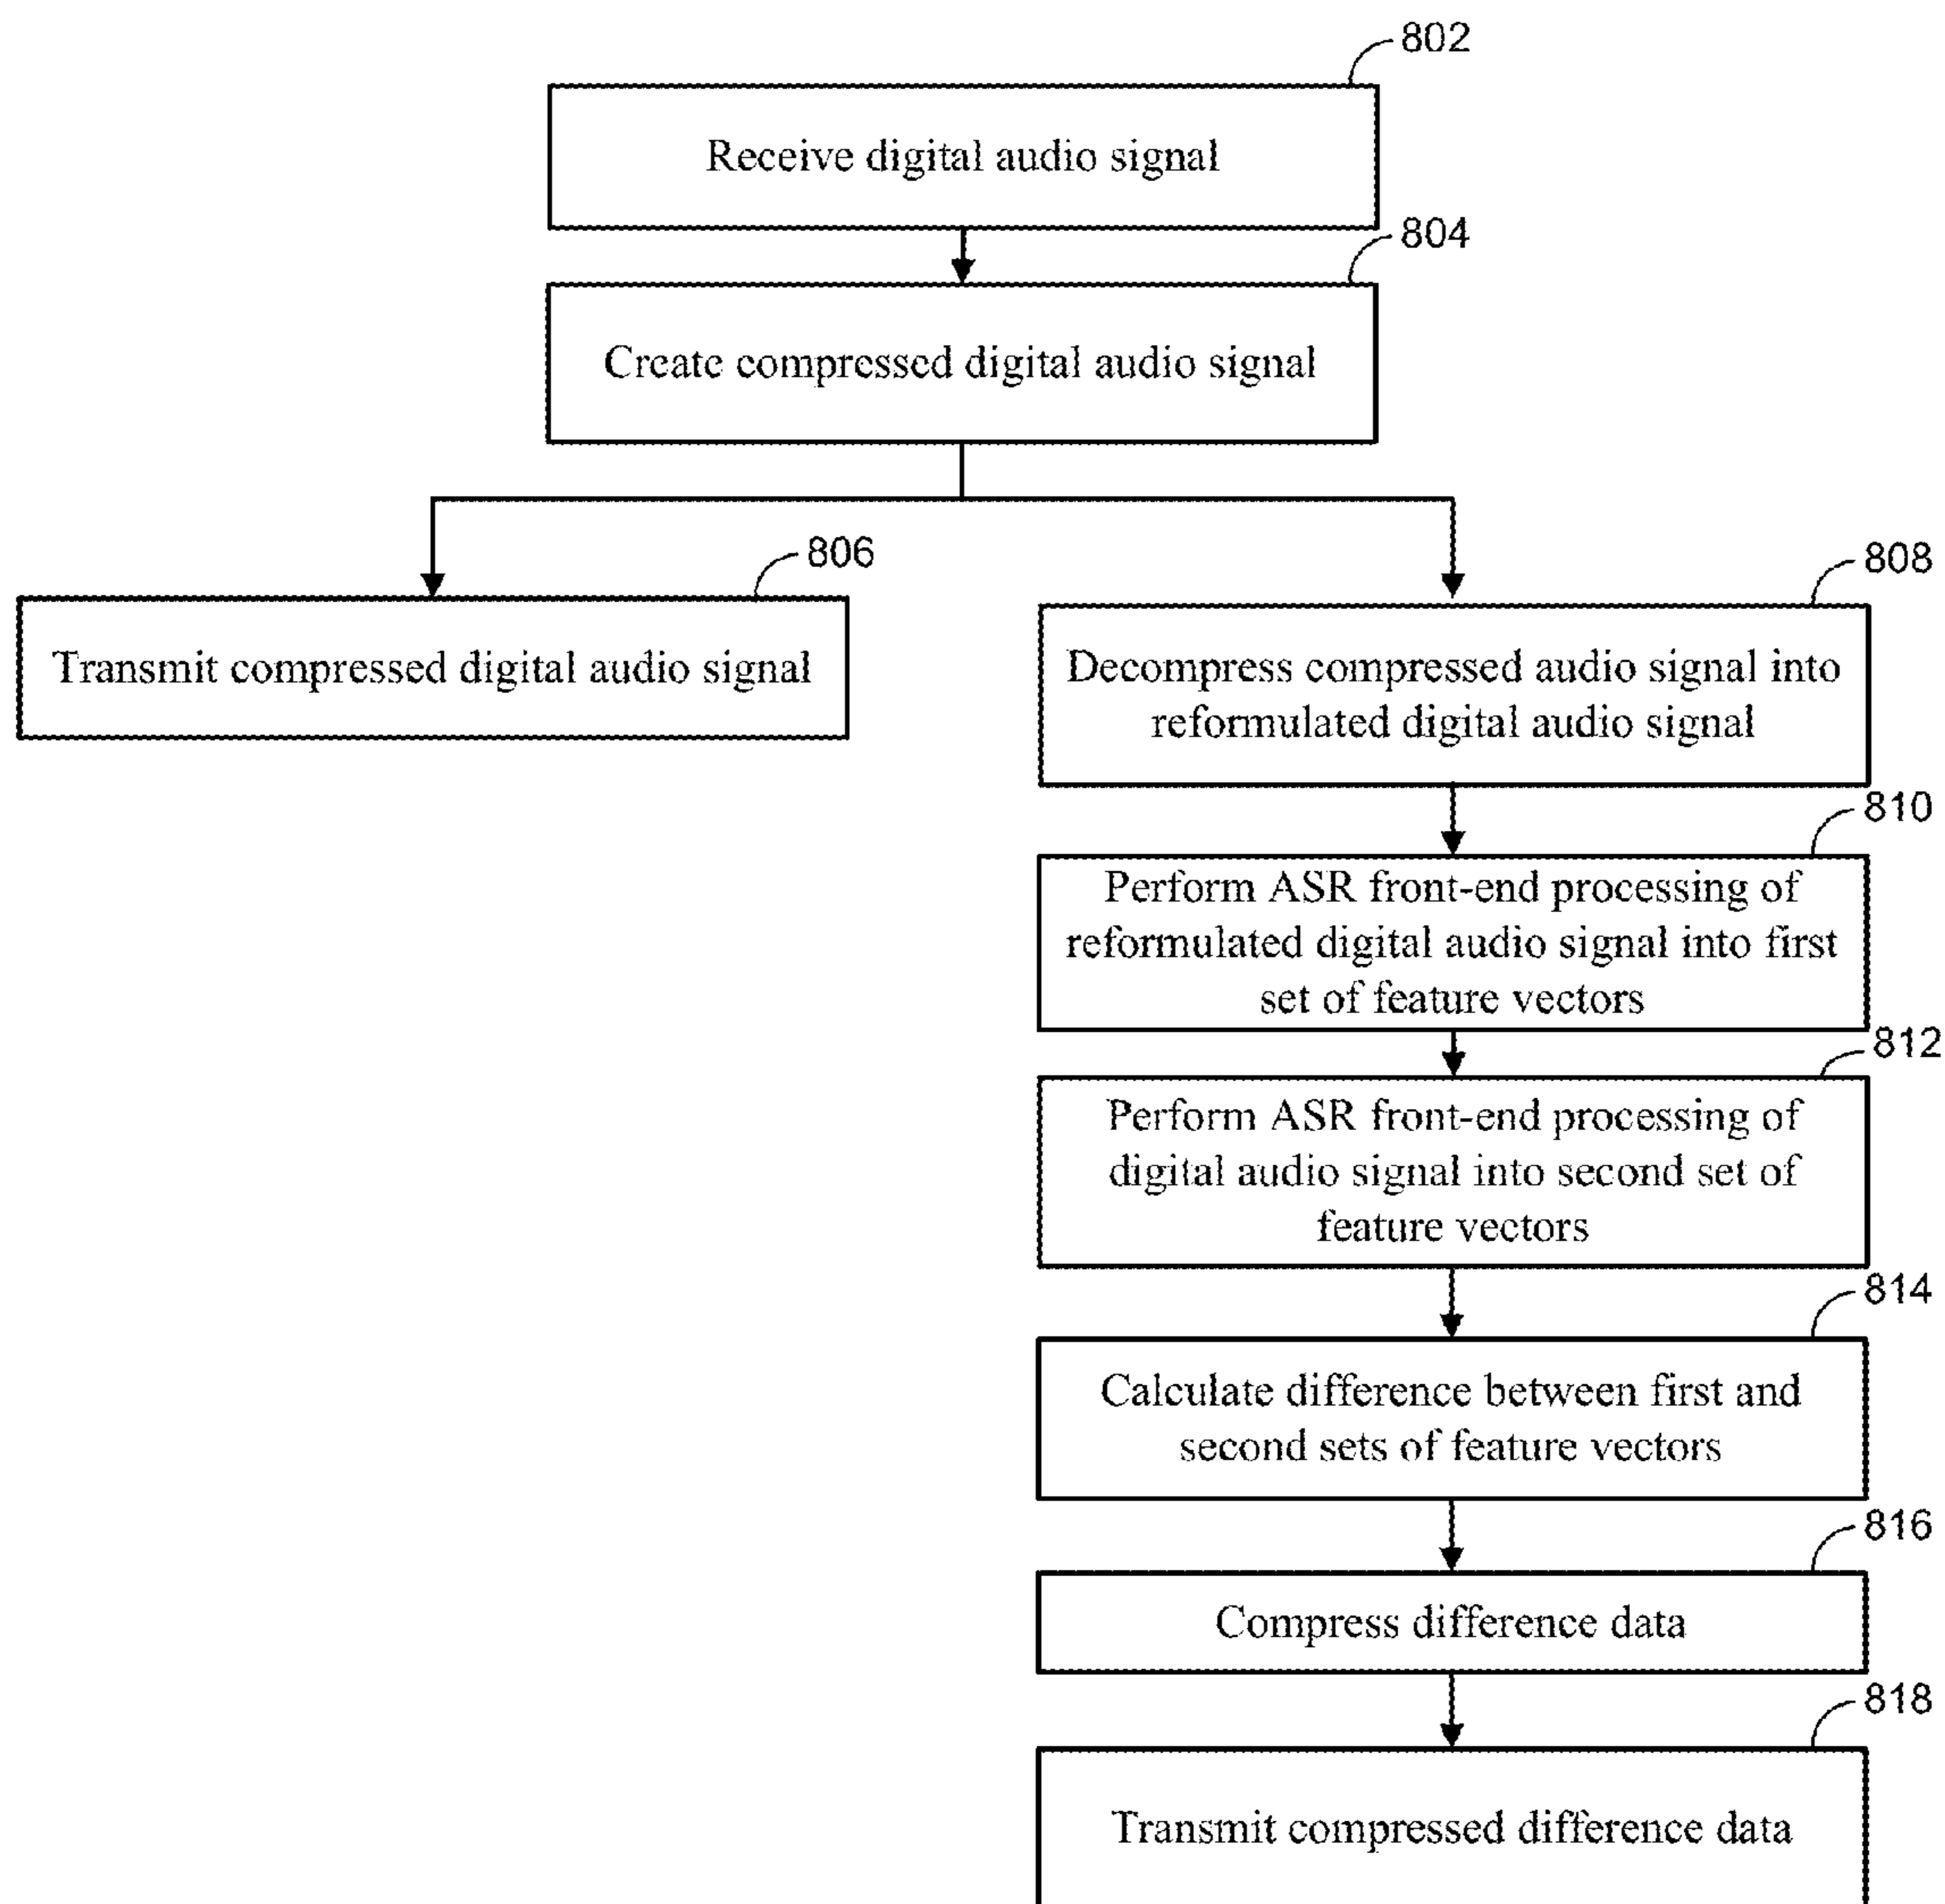 802
Receive digital audio signal
804
Create compressed digital audio signal
806
Transmit compressed digital audio signal
808
Decompress compressed audio signal into
reformulated digital audio signal
810
Perform ASR front-end processing of
reformulated digital audio signal into first
set of feature vectors
812
Perform ASR front-end processing of
digital audio signal into second set of
feature vectors
814
Calculate difference between first and
second sets of feature vectors
816
Compress difference data
818
Transmit compressed difference data